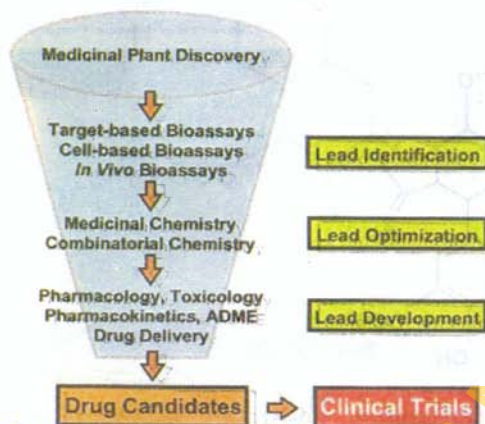 Medicinal Plant Discovery
Target-based Bioassays
Cell-based Bioassays
In Vivo Bioassays
Lead Identification
Medicinal Chemistry
Combinatorial Chemistry
Lead Optimization
Pharmacology, Toxicology
Pharmacokinetics, ADME
Drug Delivery
Lead Development
Drug Candidates
Clinical Trials